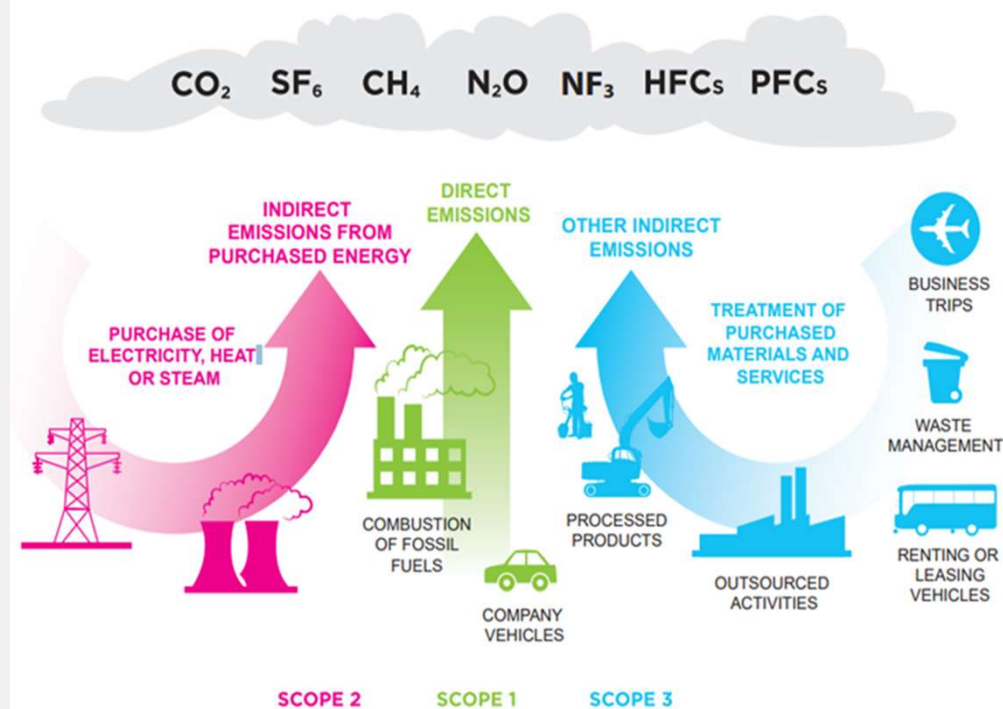 CO₂ SF₆ CH₄ N₂O NF₃ HFCs PFCs
INDIRECT
EMISSIONS FROM
PURCHASED ENERGY
DIRECT
EMISSIONS
OTHER INDIRECT
EMISSIONS
PURCHASE OF
ELECTRICITY, HEAT
OR STEAM
TREATMENT OF
PURCHASED
MATERIALS AND
SERVICES
BUSINESS
TRIPS
WASTE
MANAGEMENT
COMBUSTION
OF FOSSIL
FUELS
PROCESSED
PRODUCTS
COMPANY
VEHICLES
OUTSOURCED
ACTIVITIES
RENTING OR
LEASING
VEHICLES
SCOPE 2 SCOPE 1 SCOPE 3